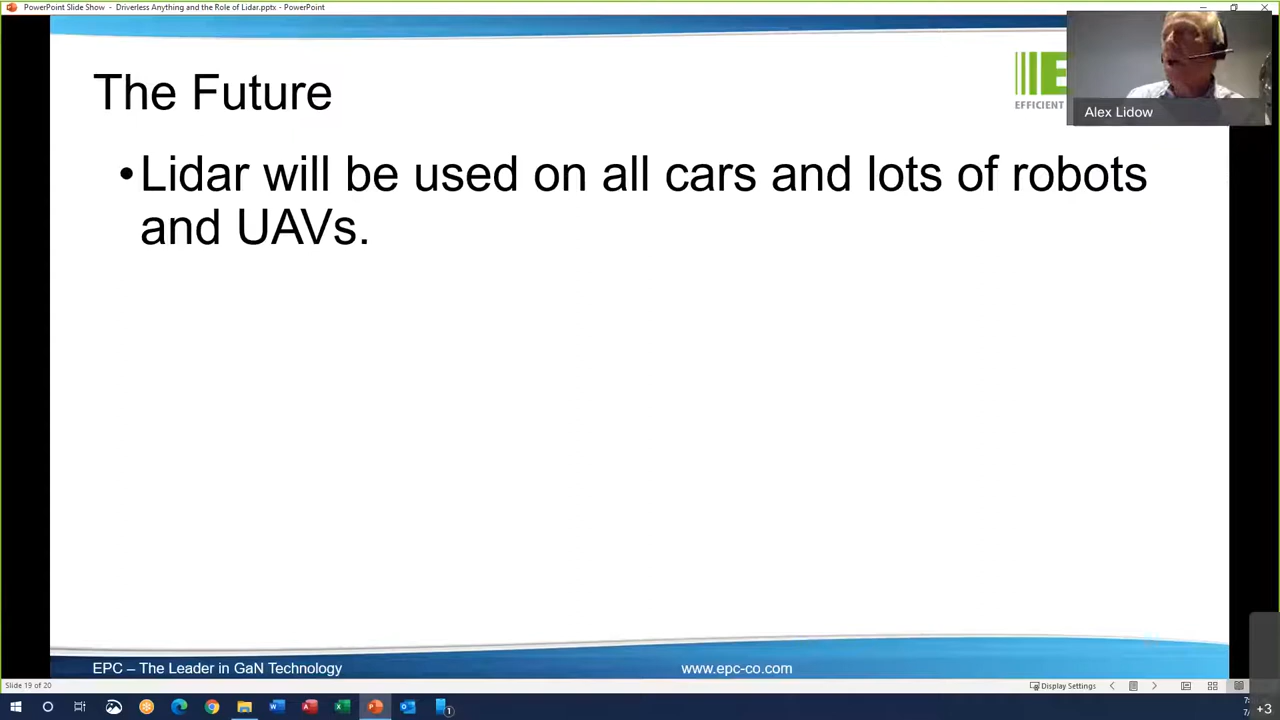 PowerPoint Slide Show - Driverless Anything and the Role of Lidar.pptx - PowerPoint
The Future
EFFICIENT
Alex Lidow
•Lidar will be used on all cars and lots of robots
and UAVs.
EPC – The Leader in GaN Technology
www.epc-co.com
Slide 19 of 20
Display Settings
1
+3